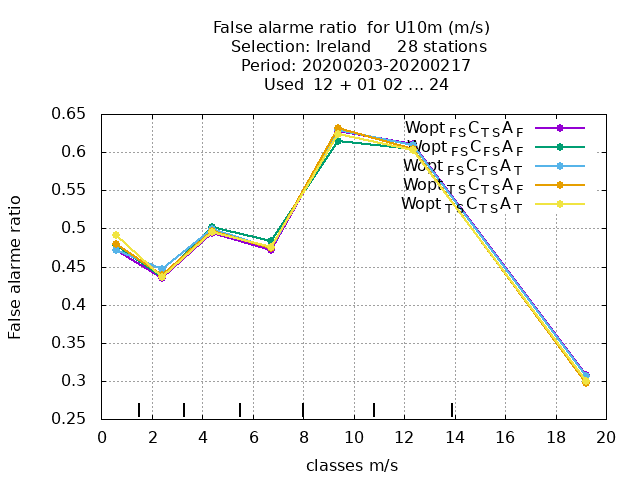 False alarme ratio  for U10m (m/s)
Selection: Ireland     28 stations
Period: 20200203-20200217
Used  12 + 01 02 ... 24
Wopt FS C TS A F
Wopt FS C FS A F
Wopt FS C TS A T
Wopt TS C TS A F
Wopt TS C TS A T
0.65
0.6
0.55
0.5
0.45
0.4
0.35
0.3
0.25
False alarme ratio
0 2 4 6 8 10 12 14 16 18 20
classes m/s